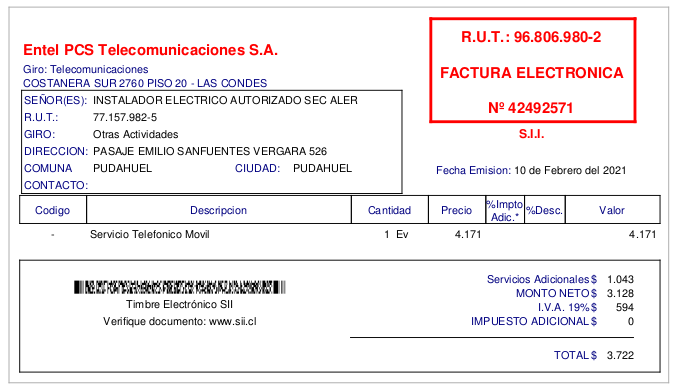 Entel PCS Telecomunicaciones S.A.
Giro: Telecomunicaciones
COSTANERA SUR 2760 PISO 20 - LAS CONDES
R.U.T.: 96.806.980-2
FACTURA ELECTRONICA
Nº 42492571
S.I.I.
SEÑOR(ES): INSTALADOR ELECTRICO AUTORIZADO SEC ALER
R.U.T.: 77.157.982-5
GIRO: Otras Actividades
DIRECCION: PASAJE EMILIO SANFUENTES VERGARA 526
COMUNA PUDAHUEL CIUDAD: PUDAHUEL
CONTACTO:
Fecha Emision: 10 de Febrero del 2021
Codigo Descripcion Cantidad Precio %Impto Adic.* %Desc. Valor
- Servicio Telefonico Movil 1 Ev 4.171 4.171
Timbre Electrónico SII
Verifique documento: www.sii.cl
Servicios Adicionales $ 1.043
MONTO NETO $ 3.128
I.V.A. 19% $ 594
IMPUESTO ADICIONAL $ 0
TOTAL $ 3.722